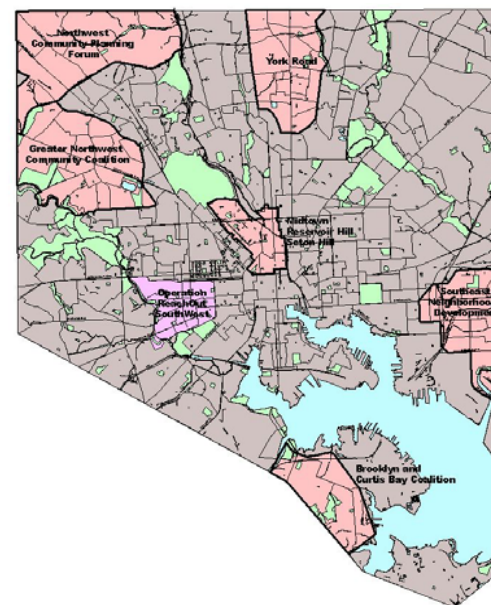 Northwest
Community Planning
Forum
York Road
Greater Northwest
Community Coalition
Midtown
Reservoir Hill
Seton Hill
Operation
ReachOut
SouthWest
Southeast
Neighborhood
Development
Brooklyn and
Curtis Bay Coalition